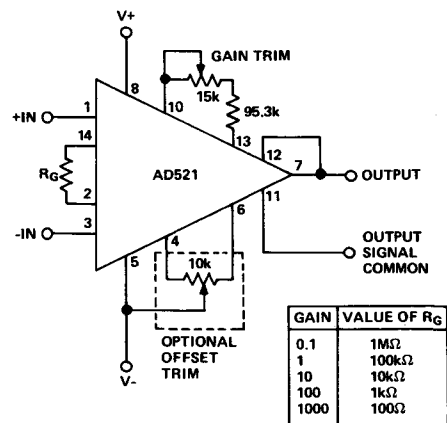 V+
8
GAIN TRIM
10
15k
95.3k
+IN
1
14
13
12
RG
AD521
7
OUTPUT
2
11
-IN
3
6
OUTPUT
SIGNAL
COMMON
4
5
10k
OPTIONAL
OFFSET
TRIM
V-
GAIN VALUE OF RG
0.1 1MΩ
1 100kΩ
10 10kΩ
100 1kΩ
1000 100Ω